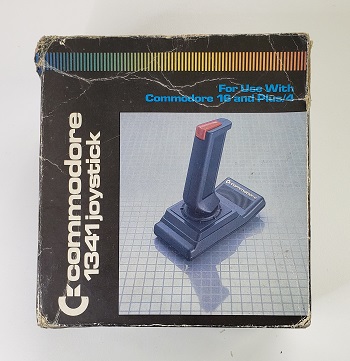 For Use With
Commodore 16 and Plus/4
commodore
1341 joystick